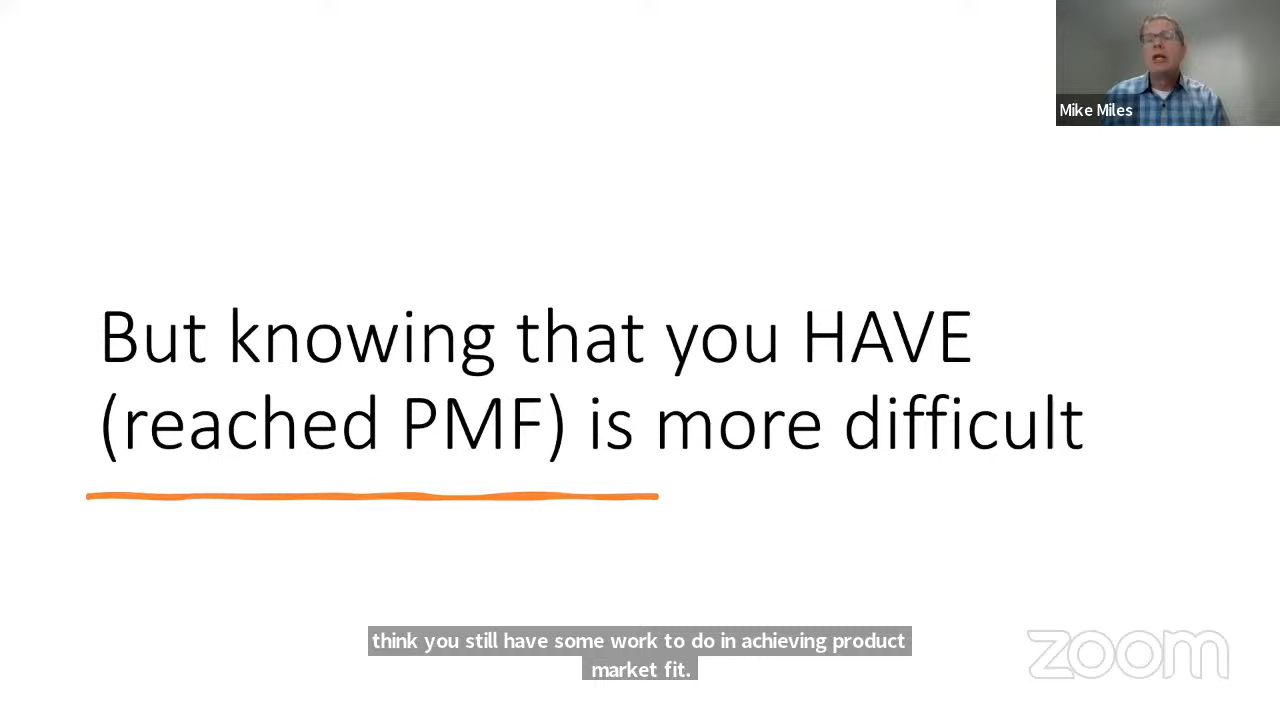 Mike Miles
But knowing that you HAVE
(reached PMF) is more difficult
think you still have some work to do in achieving product
market fit.
zoom